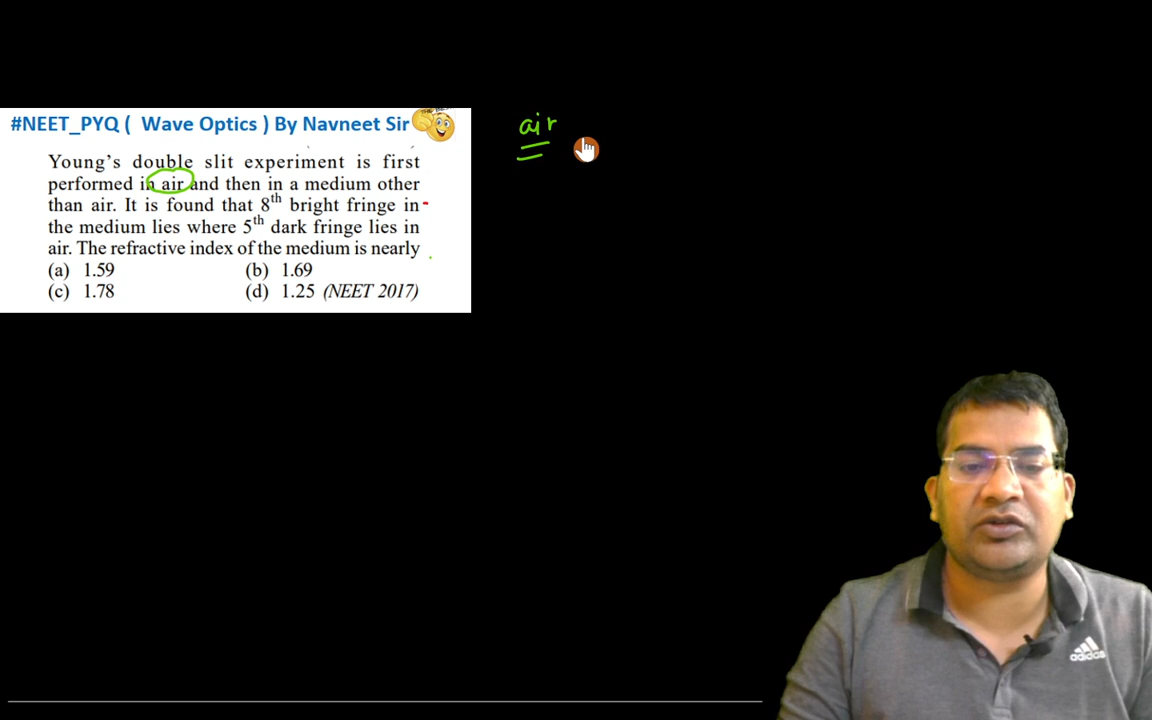 #NEET_PYQ ( Wave Optics ) By Navneet Sir
air
Young's double slit experiment is first
performed in air and then in a medium other
than air. It is found that 8th bright fringe in
the medium lies where 5th dark fringe lies in
air. The refractive index of the medium is nearly
(a) 1.59 (b) 1.69
(c) 1.78 (d) 1.25 (NEET 2017)
adidas